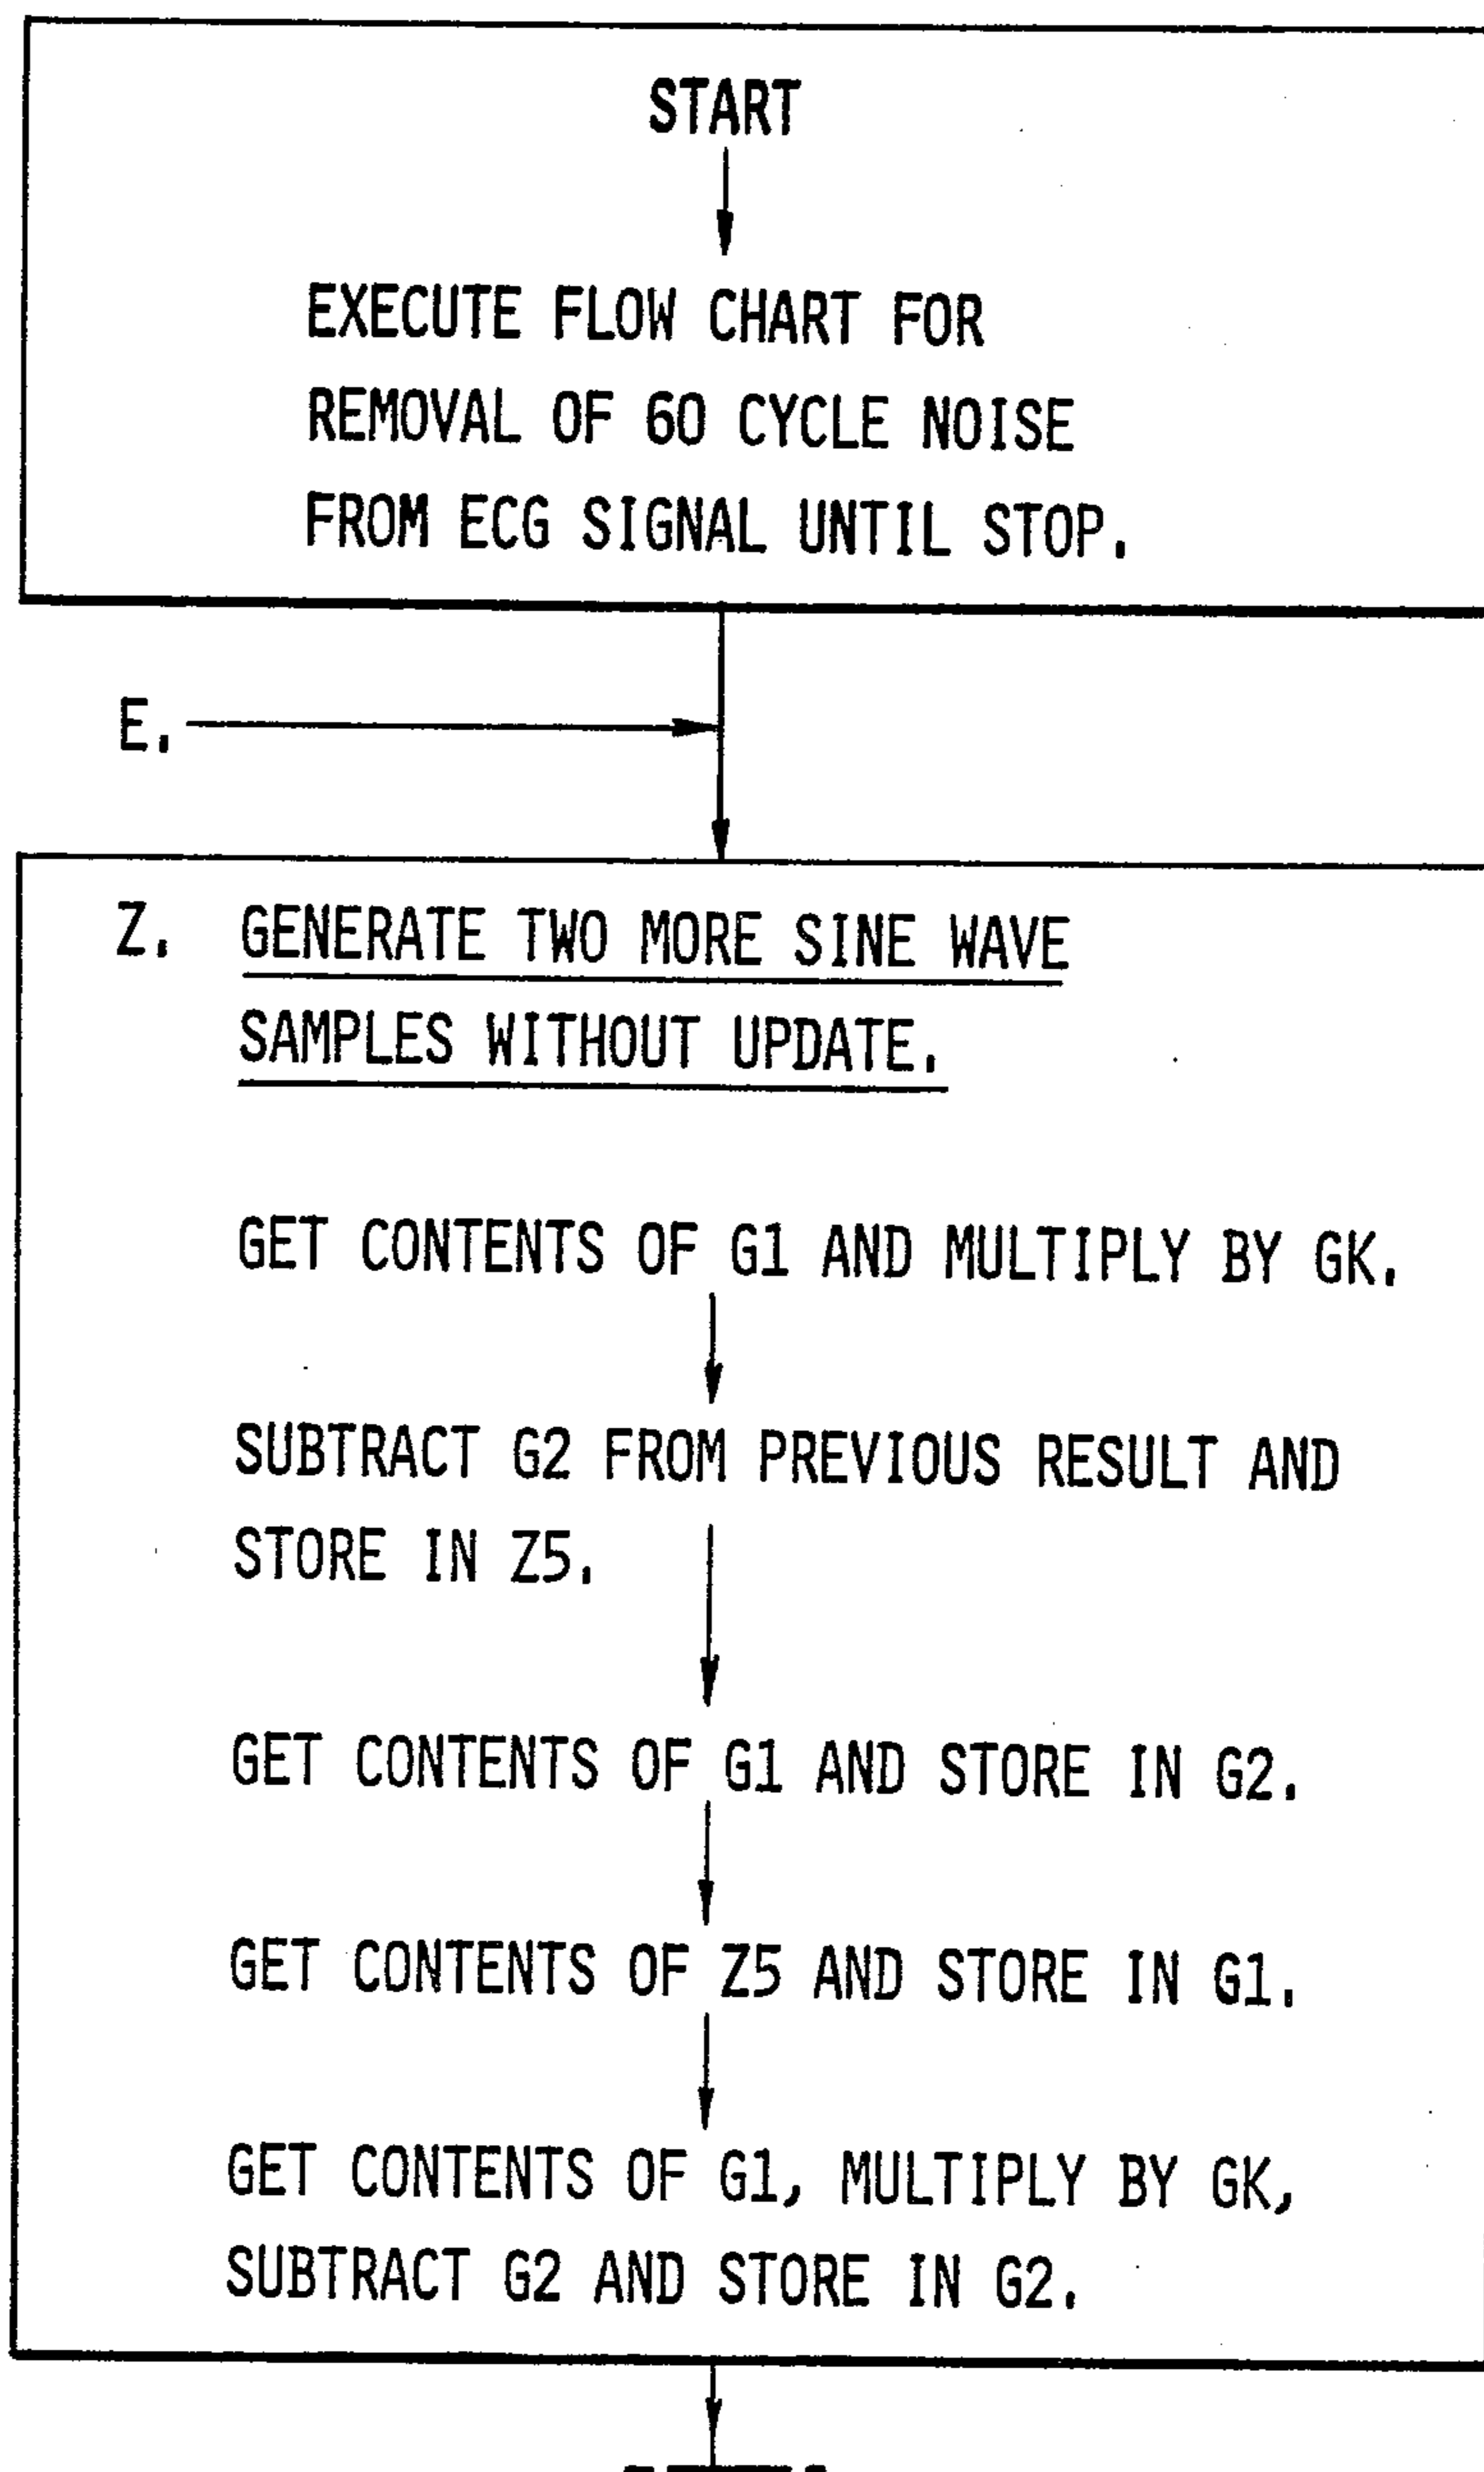 START
EXECUTE FLOW CHART FOR
REMOVAL OF 60 CYCLE NOISE
FROM ECG SIGNAL UNTIL STOP.
E.
Z. GENERATE TWO MORE SINE WAVE
SAMPLES WITHOUT UPDATE.
GET CONTENTS OF G1 AND MULTIPLY BY GK.
SUBTRACT G2 FROM PREVIOUS RESULT AND
STORE IN Z5.
GET CONTENTS OF G1 AND STORE IN G2.
GET CONTENTS OF Z5 AND STORE IN G1.
GET CONTENTS OF G1, MULTIPLY BY GK,
SUBTRACT G2 AND STORE IN G2.